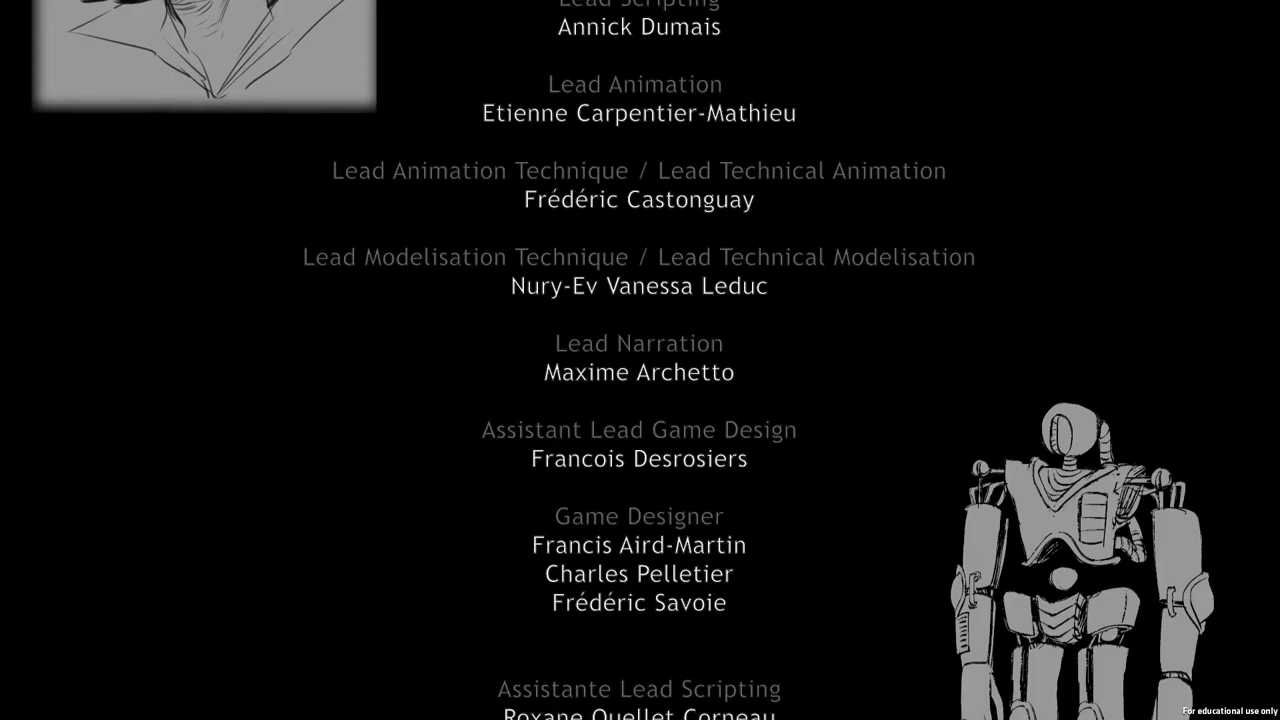 Lead Scripting
Annick Dumais
Lead Animation
Etienne Carpentier-Mathieu
Lead Animation Technique / Lead Technical Animation
Frédéric Castonguay
Lead Modelisation Technique / Lead Technical Modelisation
Nury-Ev Vanessa Leduc
Lead Narration
Maxime Archetto
Assistant Lead Game Design
Francois Desrosiers
Game Designer
Francis Aird-Martin
Charles Pelletier
Frédéric Savoie
Assistante Lead Scripting
Roxane Ouellet Corneau
For educational use only